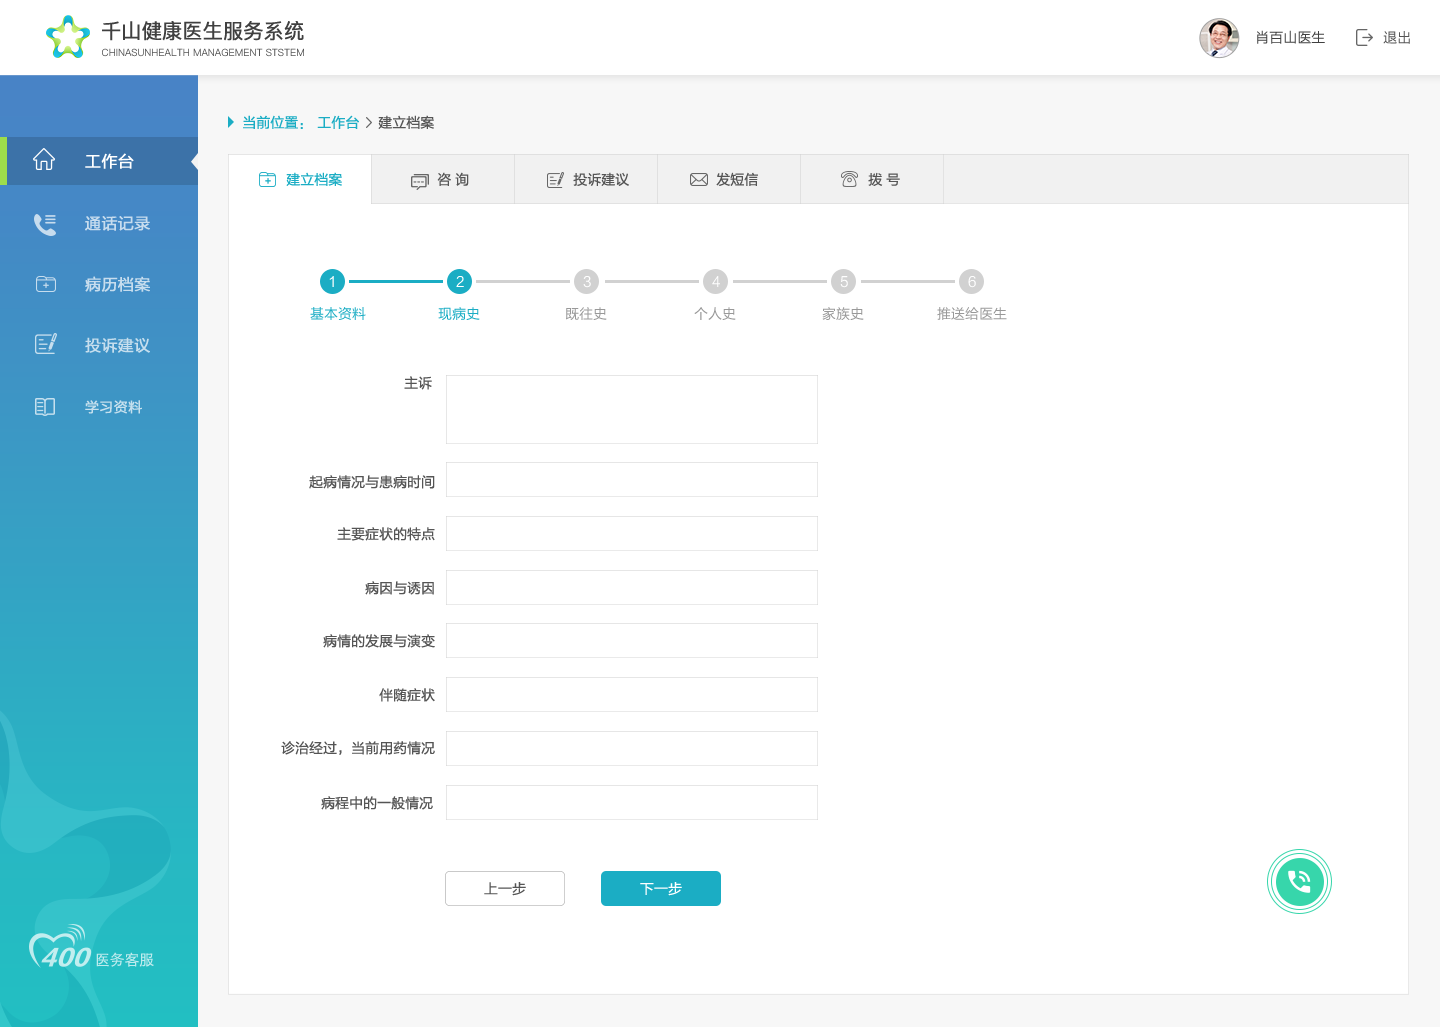 千山健康医生服务系统
CHINASUNHEALTH MANAGEMENT STSTEM
肖百山医生
退出
当前位置： 工作台 > 建立档案
工作台
通话记录
病历档案
投诉建议
学习资料
建立档案
咨 询
投诉建议
发短信
拨 号
1 2 3 4 5 6
基本资料 现病史 既往史 个人史 家族史 推送给医生
主诉
起病情况与患病时间
主要症状的特点
病因与诱因
病情的发展与演变
伴随症状
诊治经过，当前用药情况
病程中的一般情况
上一步
下一步
400 医务客服